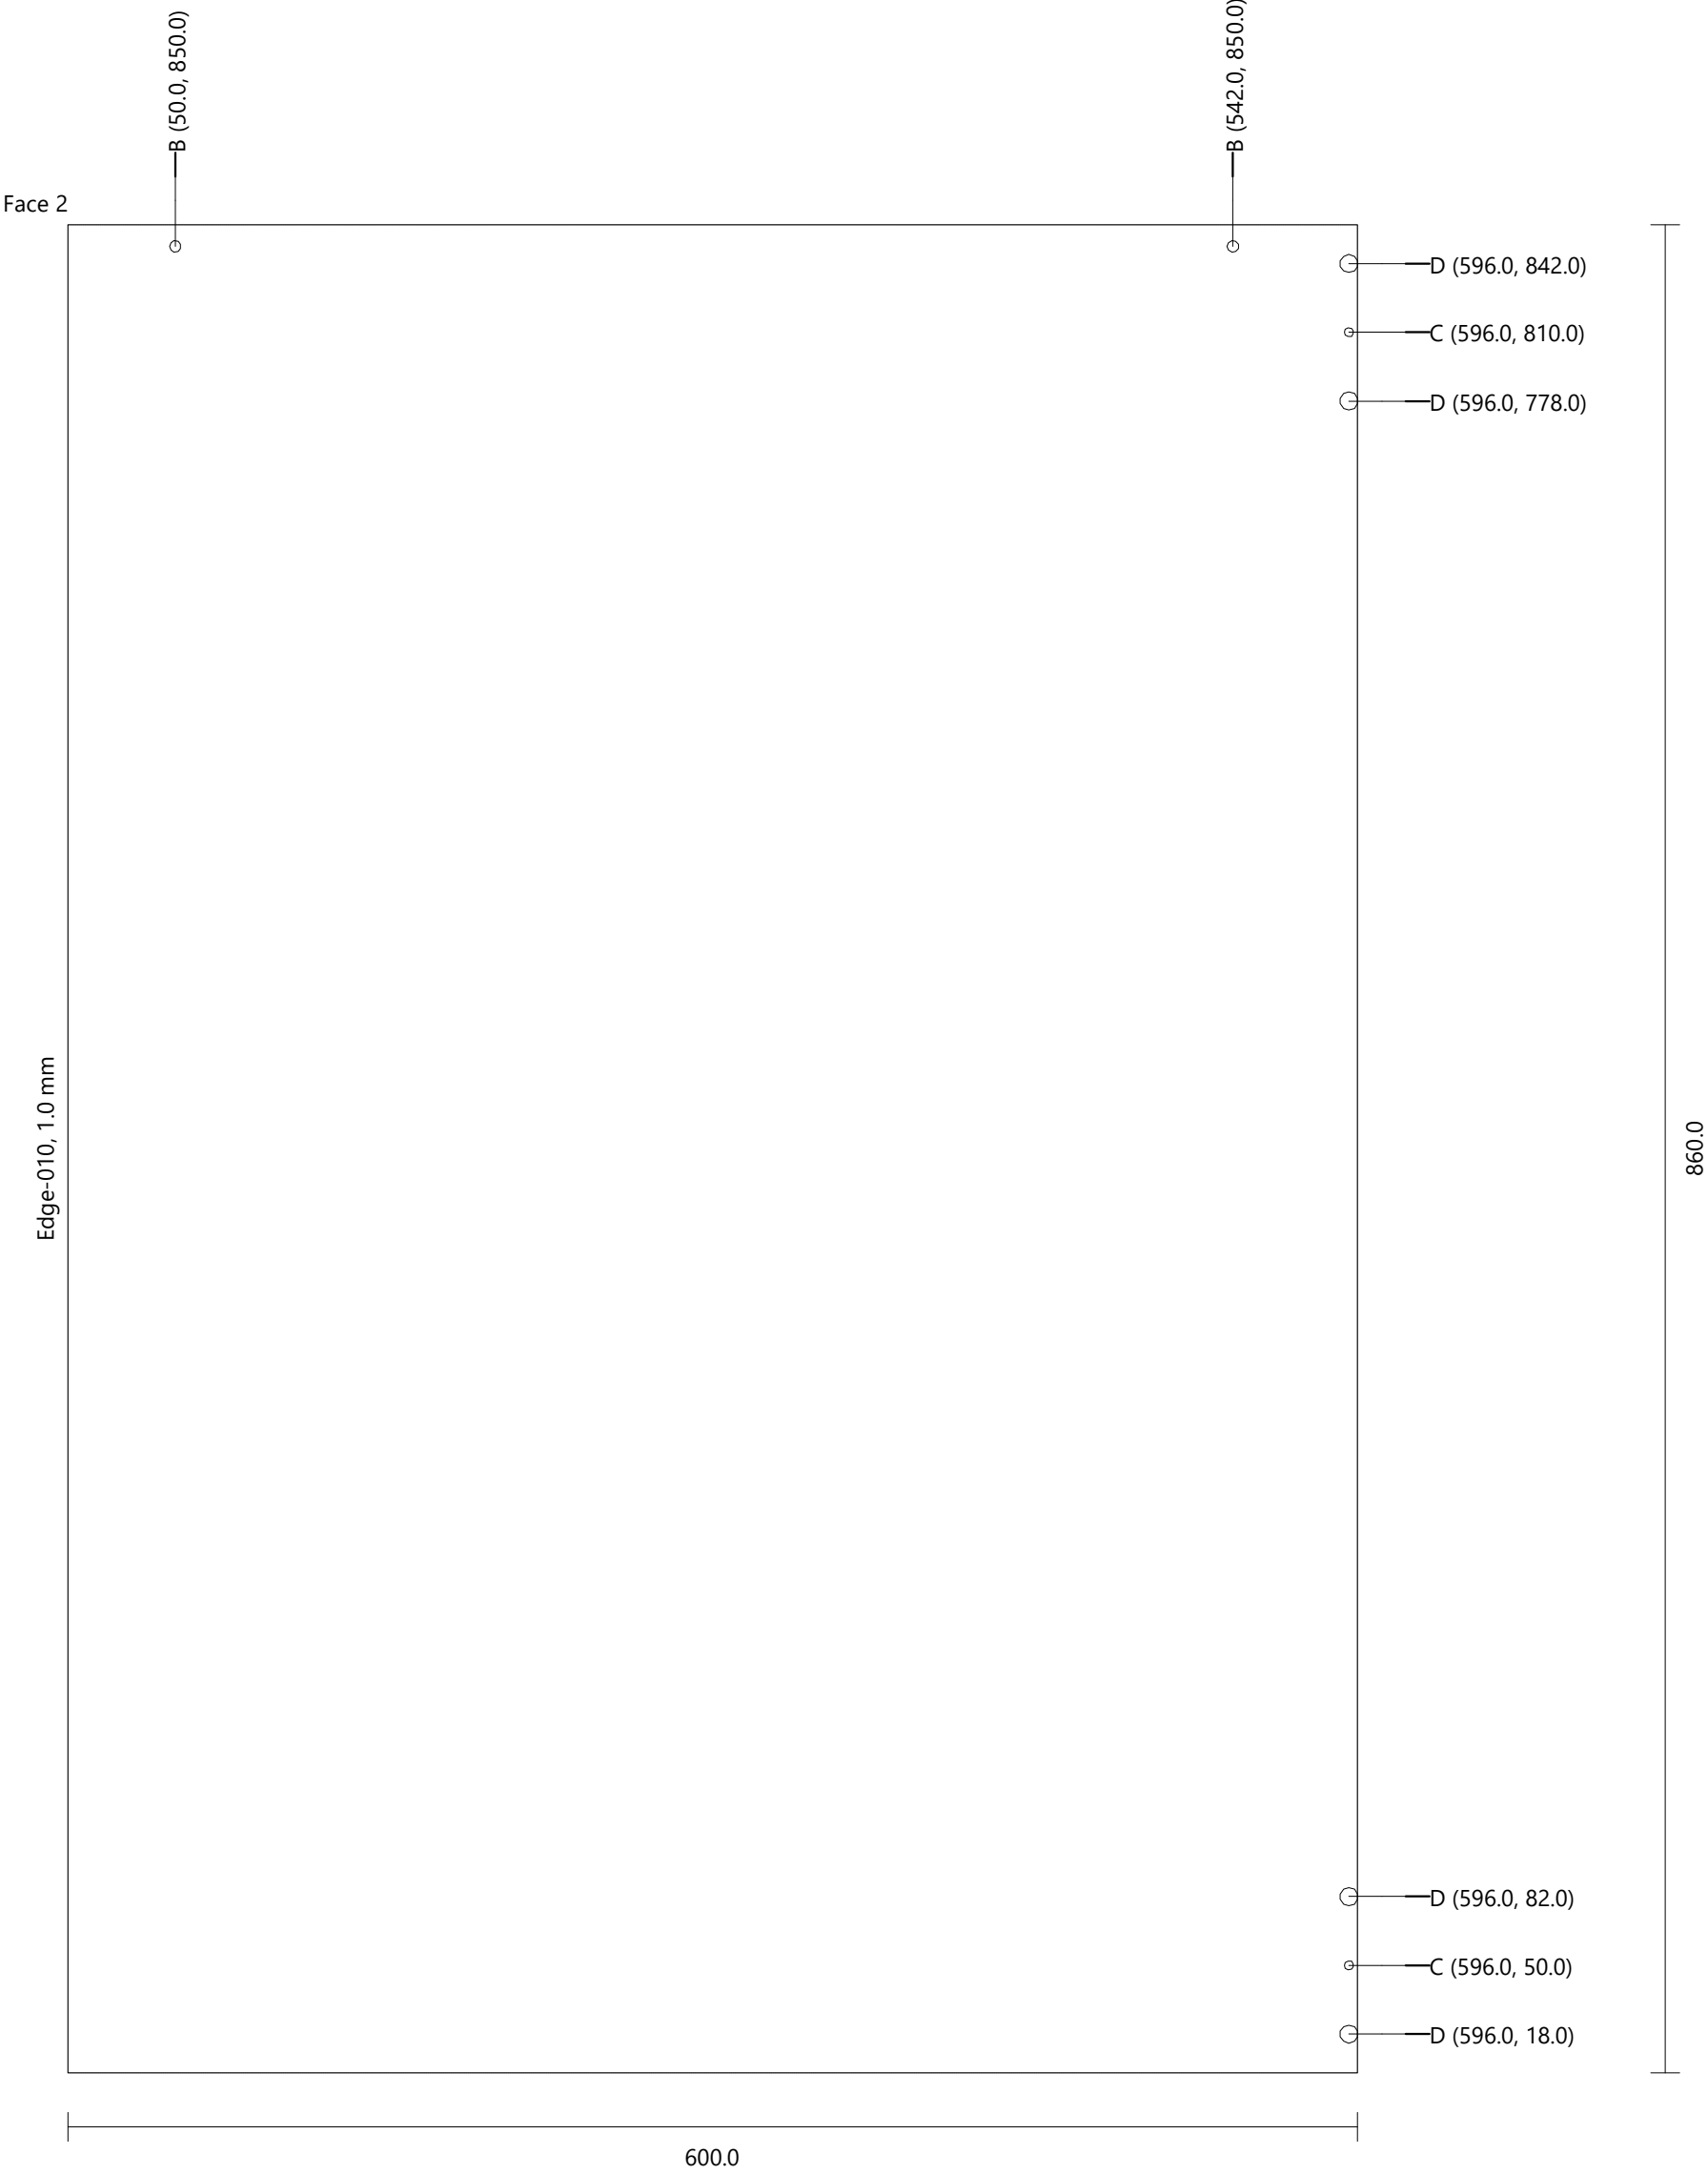 B (50.0, 850.0)
B (542.0, 850.0)
Face 2
D (596.0, 842.0)
C (596.0, 810.0)
D (596.0, 778.0)
Edge-010, 1.0 mm
860.0
D (596.0, 82.0)
C (596.0, 50.0)
D (596.0, 18.0)
600.0